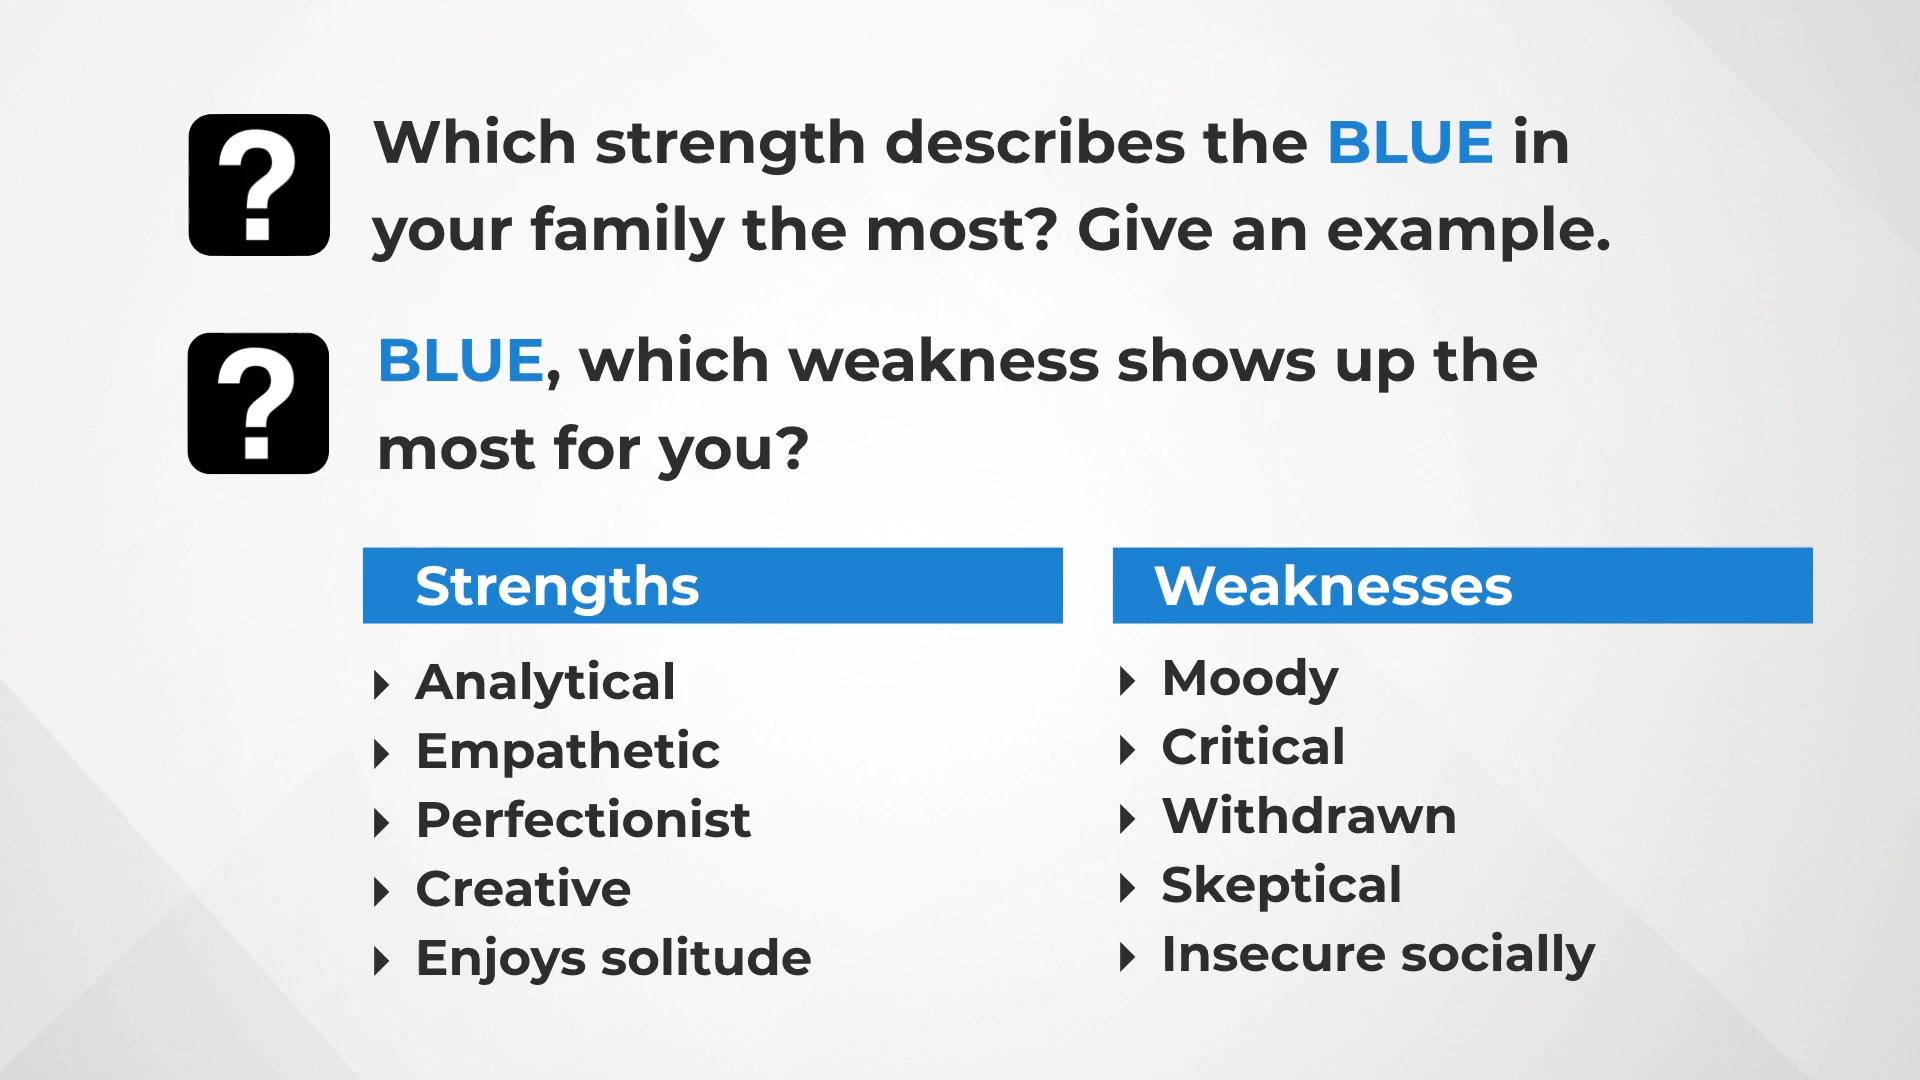 Which strength describes the BLUE in
your family the most? Give an example.
BLUE, which weakness shows up the
most for you?
Strengths
Analytical
Empathetic
Perfectionist
Creative
Enjoys solitude
Weaknesses
Moody
Critical
Withdrawn
Skeptical
Insecure socially